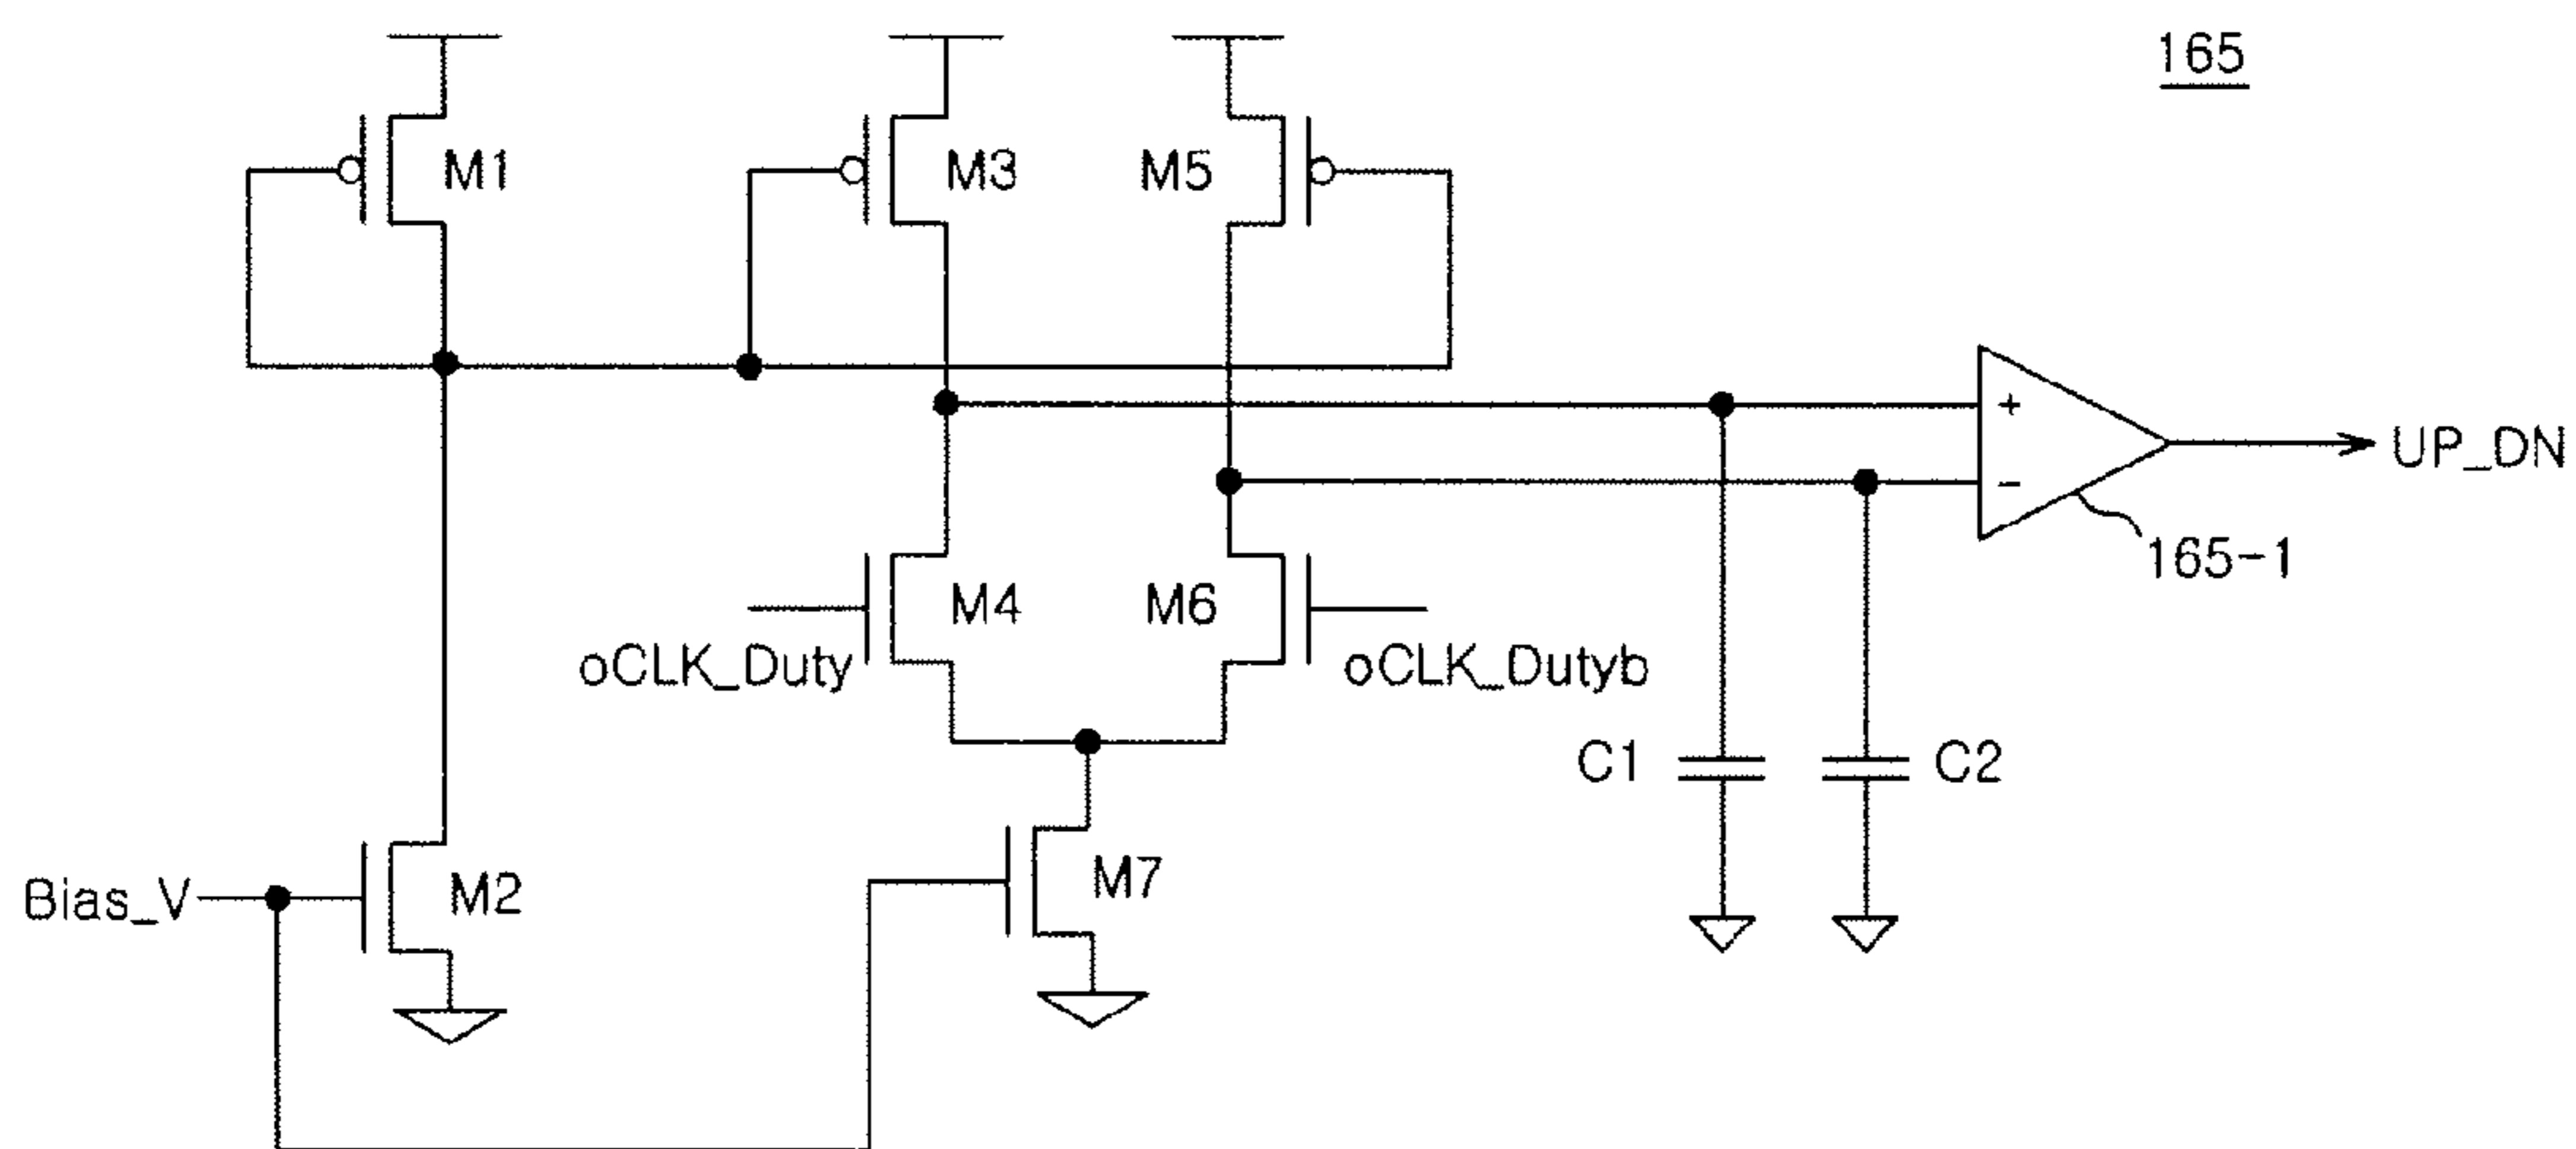 165
M1
M3
M5
+
UP_DN
-
165-1
M4
M6
oCLK_Duty
oCLK_Dutyb
C1
C2
Bias_V
M2
M7